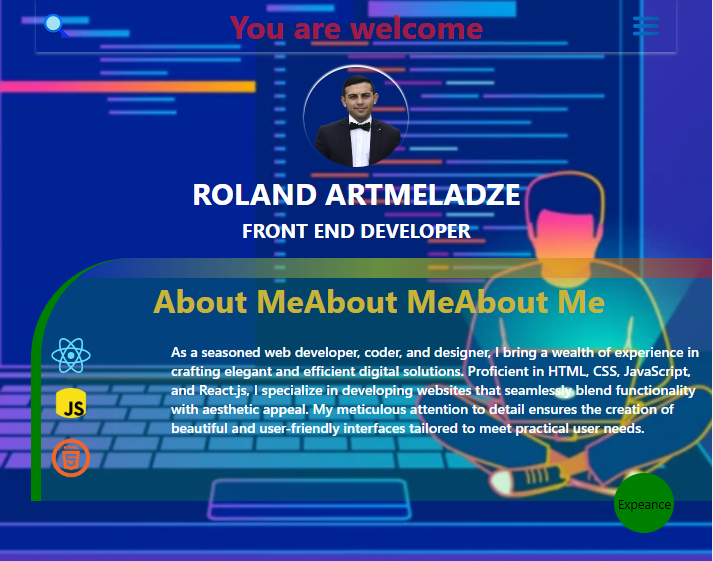 You are welcome
ROLAND ARTMELADZE
FRONT END DEVELOPER
About MeAbout MeAbout Me
As a seasoned web developer, coder, and designer, I bring a wealth of experience in
crafting elegant and efficient digital solutions. Proficient in HTML, CSS, JavaScript,
and React.js, I specialize in developing websites that seamlessly blend functionality
JS
with aesthetic appeal. My meticulous attention to detail ensures the creation of
beautiful and user-friendly interfaces tailored to meet practical user needs.
HTML
5
Expeance